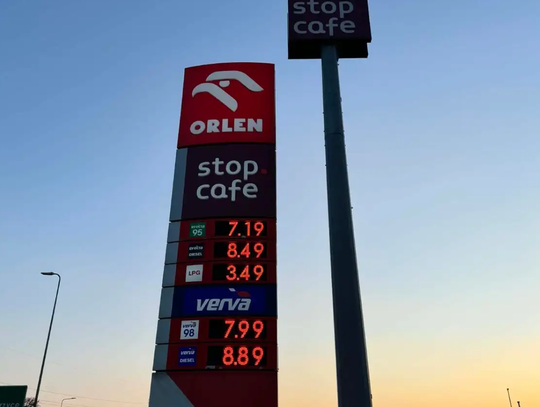 stop
cafe
ORLEN
stop
cafe
95 7.19
DIESEL 8.49
LPG 3.49
verva
98 7.99
DIESEL 8.89